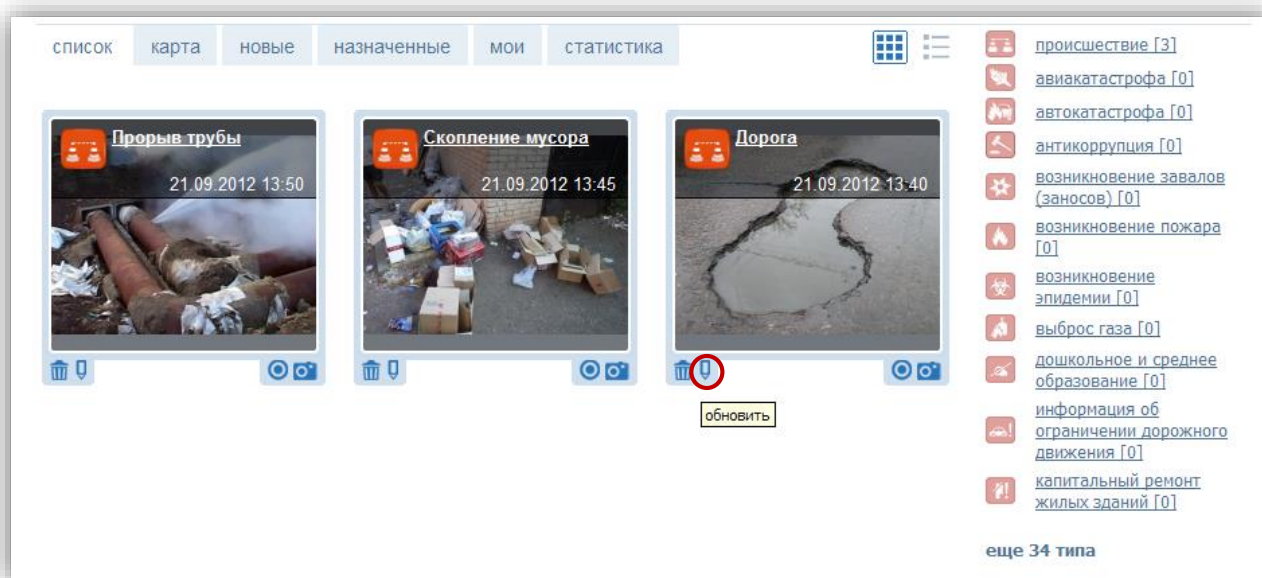 список карта новые назначенные мои статистика
Прорыв трубы
21.09.2012 13:50
Скопление мусора
21.09.2012 13:45
Дорога
21.09.2012 13:40
обновить
происшествие [3]
авиакатастрофа [0]
автокатастрофа [0]
антикоррупция [0]
возникновение завалов
(заносов) [0]
возникновение пожара
[0]
возникновение
эпидемии [0]
выброс газа [0]
дошкольное и среднее
образование [0]
информация об
ограничении дорожного
движения [0]
капитальный ремонт
жилых зданий [0]
еще 34 типа